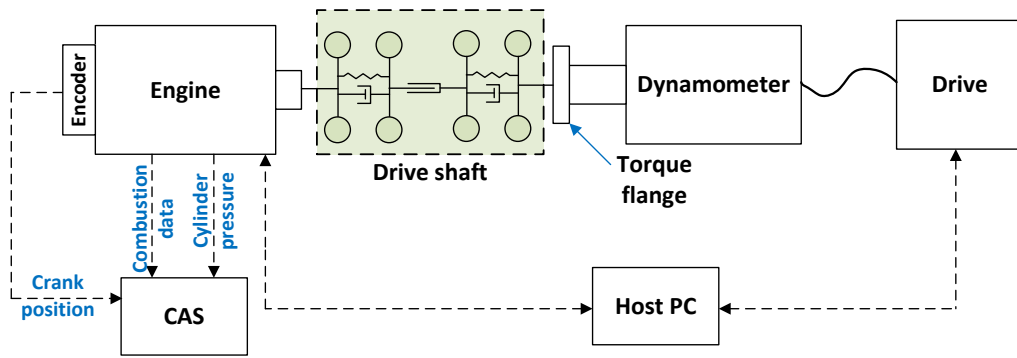 Encoder
Engine
Drive shaft
Torque
flange
Dynamometer
Drive
Combustion
data
Cylinder
pressure
Crank
position
CAS
Host PC